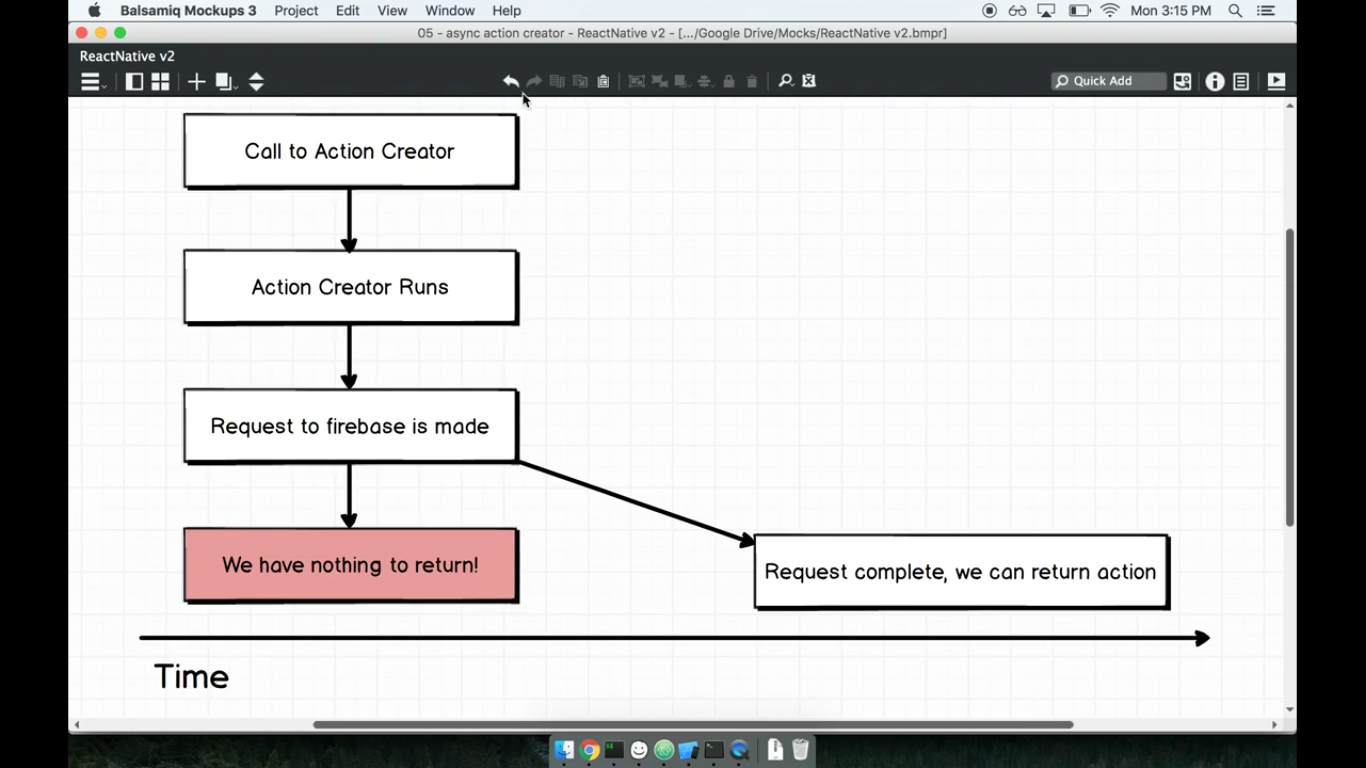 Balsamiq Mockups 3 Project Edit View Window Help Mon 3:15 PM
05 - async action creator - ReactNative v2 - [.../Google Drive/Mocks/ReactNative v2.bmpr]
ReactNative v2
Quick Add
Call to Action Creator
Action Creator Runs
Request to firebase is made
We have nothing to return!
Request complete, we can return action
Time